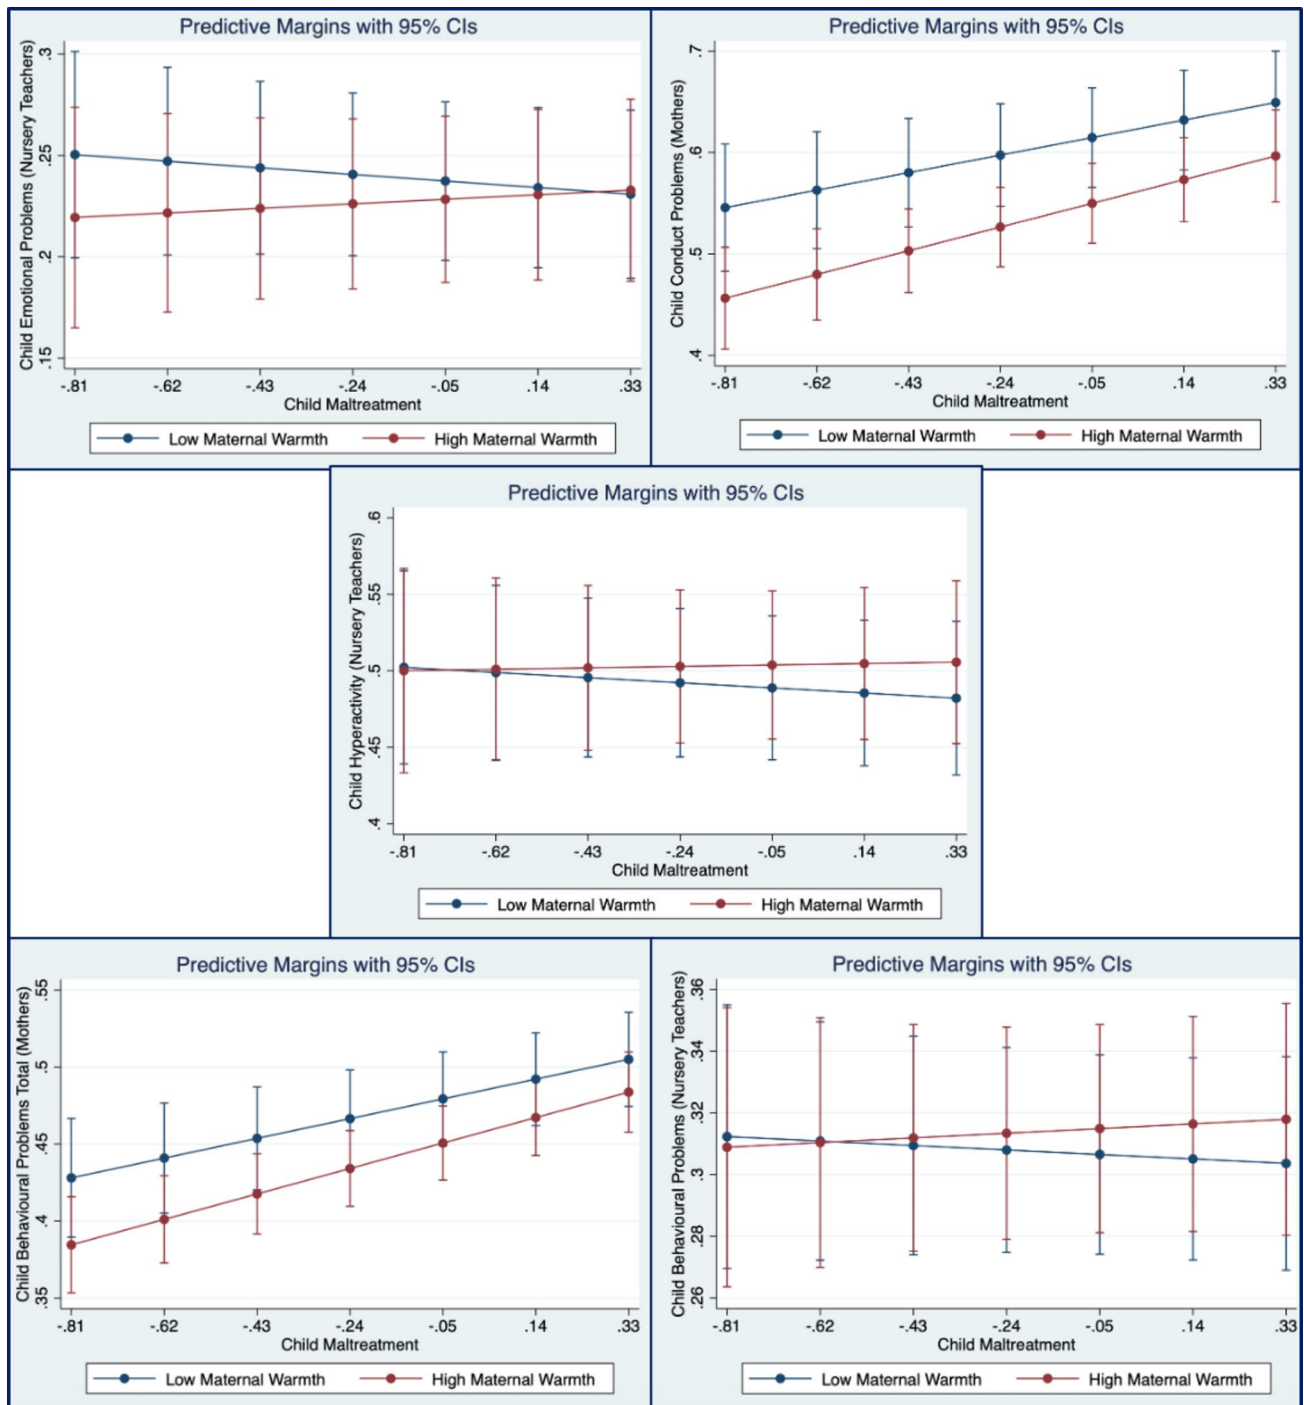 Predictive Margins with 95% CIs
Child Emotional Problems (Nursery Teachers)
.3
.25
.2
.15
-.81 -.62 -.43 -.24 -.05 .14 .33
Child Maltreatment
Low Maternal Warmth High Maternal Warmth
Predictive Margins with 95% CIs
Child Conduct Problems (Mothers)
.7
.6
.5
.4
-.81 -.62 -.43 -.24 -.05 .14 .33
Child Maltreatment
Low Maternal Warmth High Maternal Warmth
Predictive Margins with 95% CIs
Child Hyperactivity (Nursery Teachers)
.6
.55
.5
.45
.4
-.81 -.62 -.43 -.24 -.05 .14 .33
Child Maltreatment
Low Maternal Warmth High Maternal Warmth
Predictive Margins with 95% CIs
Child Behavioural Problems Total (Mothers)
.55
.5
.45
.4
.35
-.81 -.62 -.43 -.24 -.05 .14 .33
Child Maltreatment
Low Maternal Warmth High Maternal Warmth
Predictive Margins with 95% CIs
Child Behavioural Problems (Nursery Teachers)
.36
.34
.32
.3
.28
.26
-.81 -.62 -.43 -.24 -.05 .14 .33
Child Maltreatment
Low Maternal Warmth High Maternal Warmth